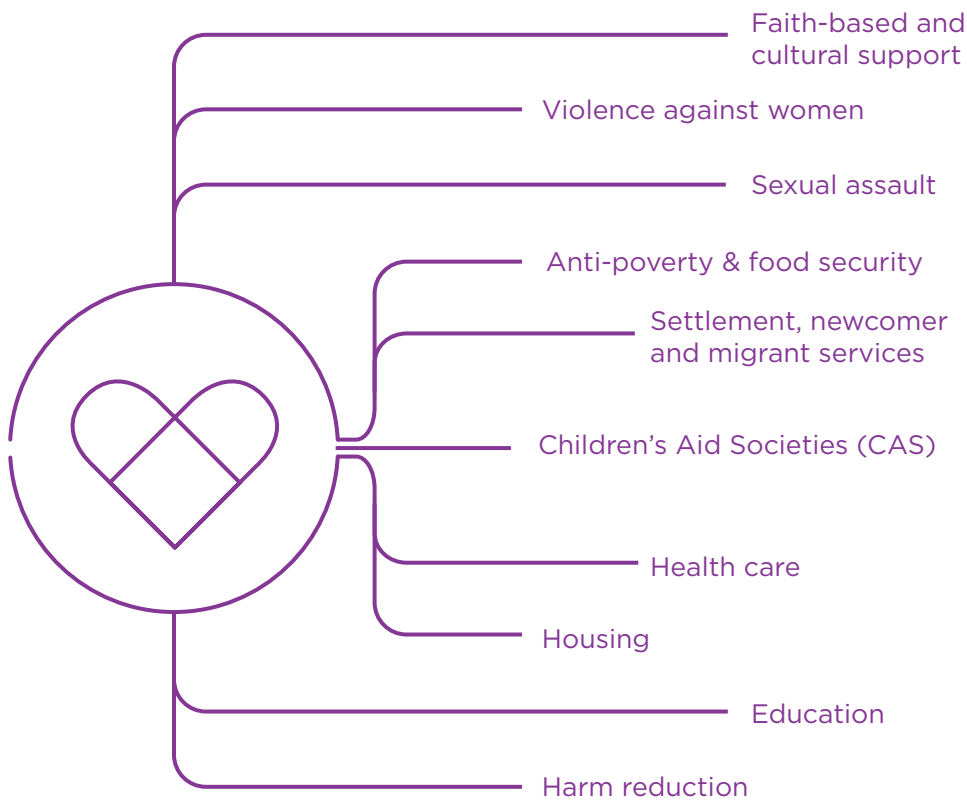 Faith-based and
cultural support
Violence against women
Sexual assault
Anti-poverty & food security
Settlement, newcomer
and migrant services
Children’s Aid Societies (CAS)
Health care
Housing
Education
Harm reduction